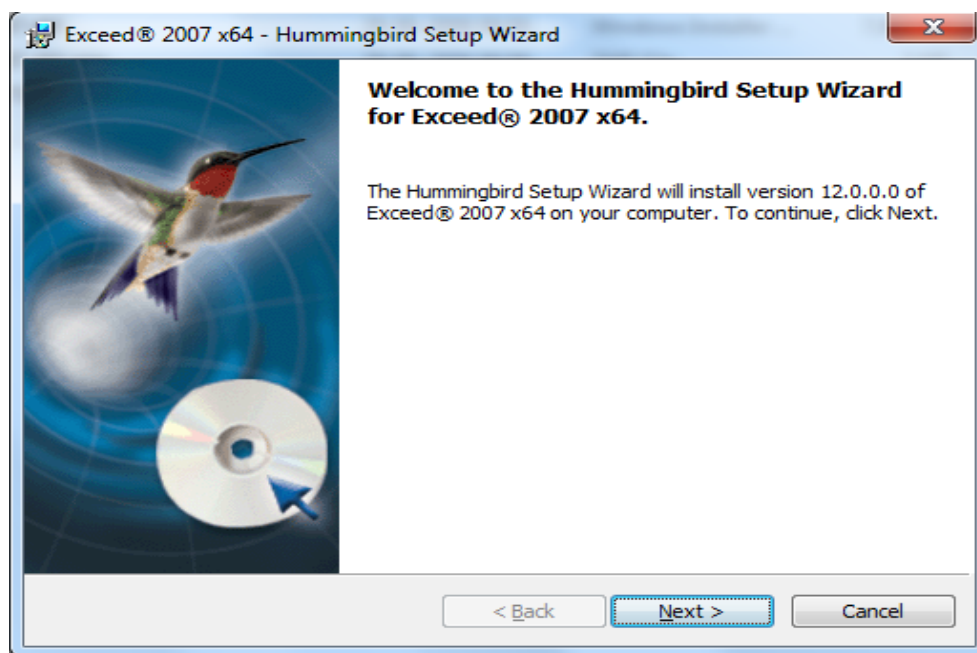 Exceed® 2007 x64 - Hummingbird Setup Wizard
Welcome to the Hummingbird Setup Wizard
for Exceed® 2007 x64.
The Hummingbird Setup Wizard will install version 12.0.0.0 of
Exceed® 2007 x64 on your computer. To continue, click Next.
< Back
Next >
Cancel